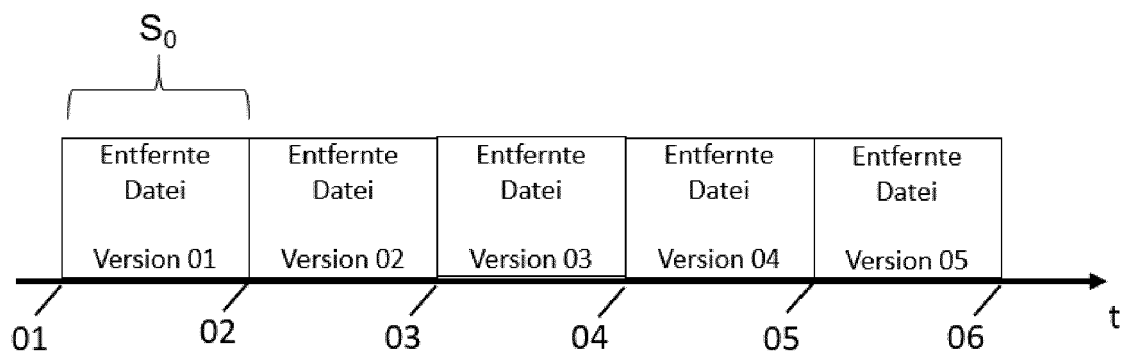 S₀
Entfernte Datei
Version 01
Entfernte Datei
Version 02
Entfernte Datei
Version 03
Entfernte Datei
Version 04
Entfernte Datei
Version 05
01
02
03
04
05
06
t